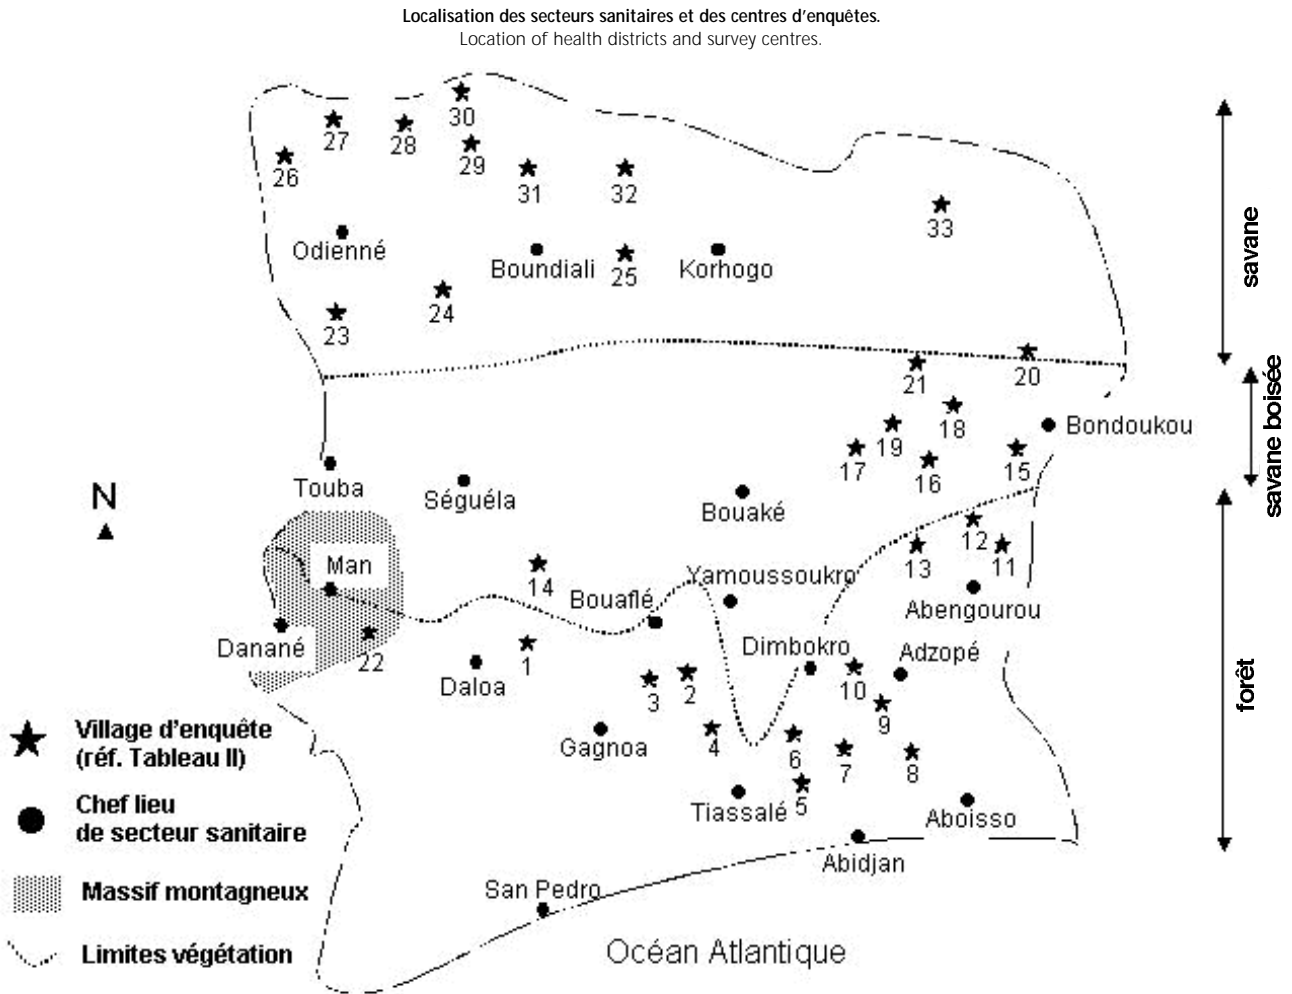 Localisation des secteurs sanitaires et des centres d'enquêtes.
Location of health districts and survey centres.
30
27
28
29
26
31
32
33
savane
Odienné
Boundiali
25
Korhogo
24
23
21
20
savane boisée
18
Bondoukou
19
17
16
15
Touba
Séguéla
Bouaké
N
12
13
11
Man
14
Yamoussoukro
Bouaflé
Abengourou
Danané
22
1
Dimbokro
Adzopé
Daloa
3
2
10
forêt
9
Village d'enquête
(réf. Tableau II)
Gagnoa
4
6
7
8
Chef lieu
de secteur sanitaire
Tiassalé
5
Aboisso
Abidjan
Massif montagneux
San Pedro
Limites végétation
Océan Atlantique